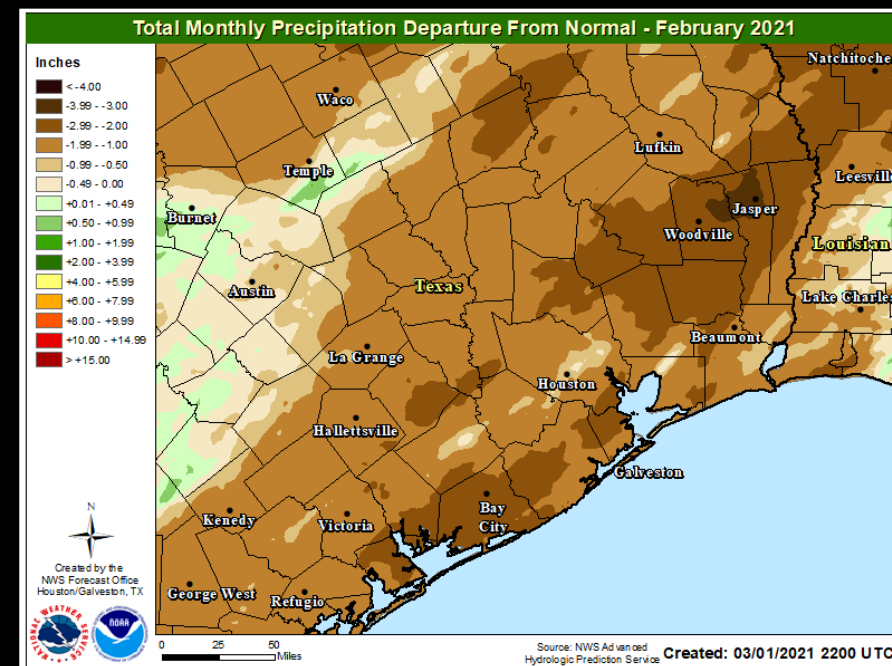 Total Monthly Precipitation Departure From Normal - February 2021
Inches
< -4.00
-3.99 - -3.00
-2.99 - -2.00
-1.99 - -1.00
-0.99 - -0.50
-0.49 - 0.00
+0.01 - +0.49
+0.50 - +0.99
+1.00 - +1.99
+2.00 - +3.99
+4.00 - +5.99
+6.00 - +7.99
+8.00 - +9.99
+10.00 - +14.99
> +15.00
Natchitoche
Waco
Lufkin
Temple
Leesville
Jasper
Burnet
Woodville
Louisian
Austin
Texas
Lake Charles
Beaumont
La Grange
Houston
Hallettsville
Galveston
Kenedy
Victoria
Bay
City
George West
Refugio
N
Created by the
NWS Forecast Office
Houston/Galveston, TX
NATIONAL WEATHER SERVICE
NOAA
0 25 50
Miles
Source: NWS Advanced
Hydrologic Prediction Service
Created: 03/01/2021 2200 UTC